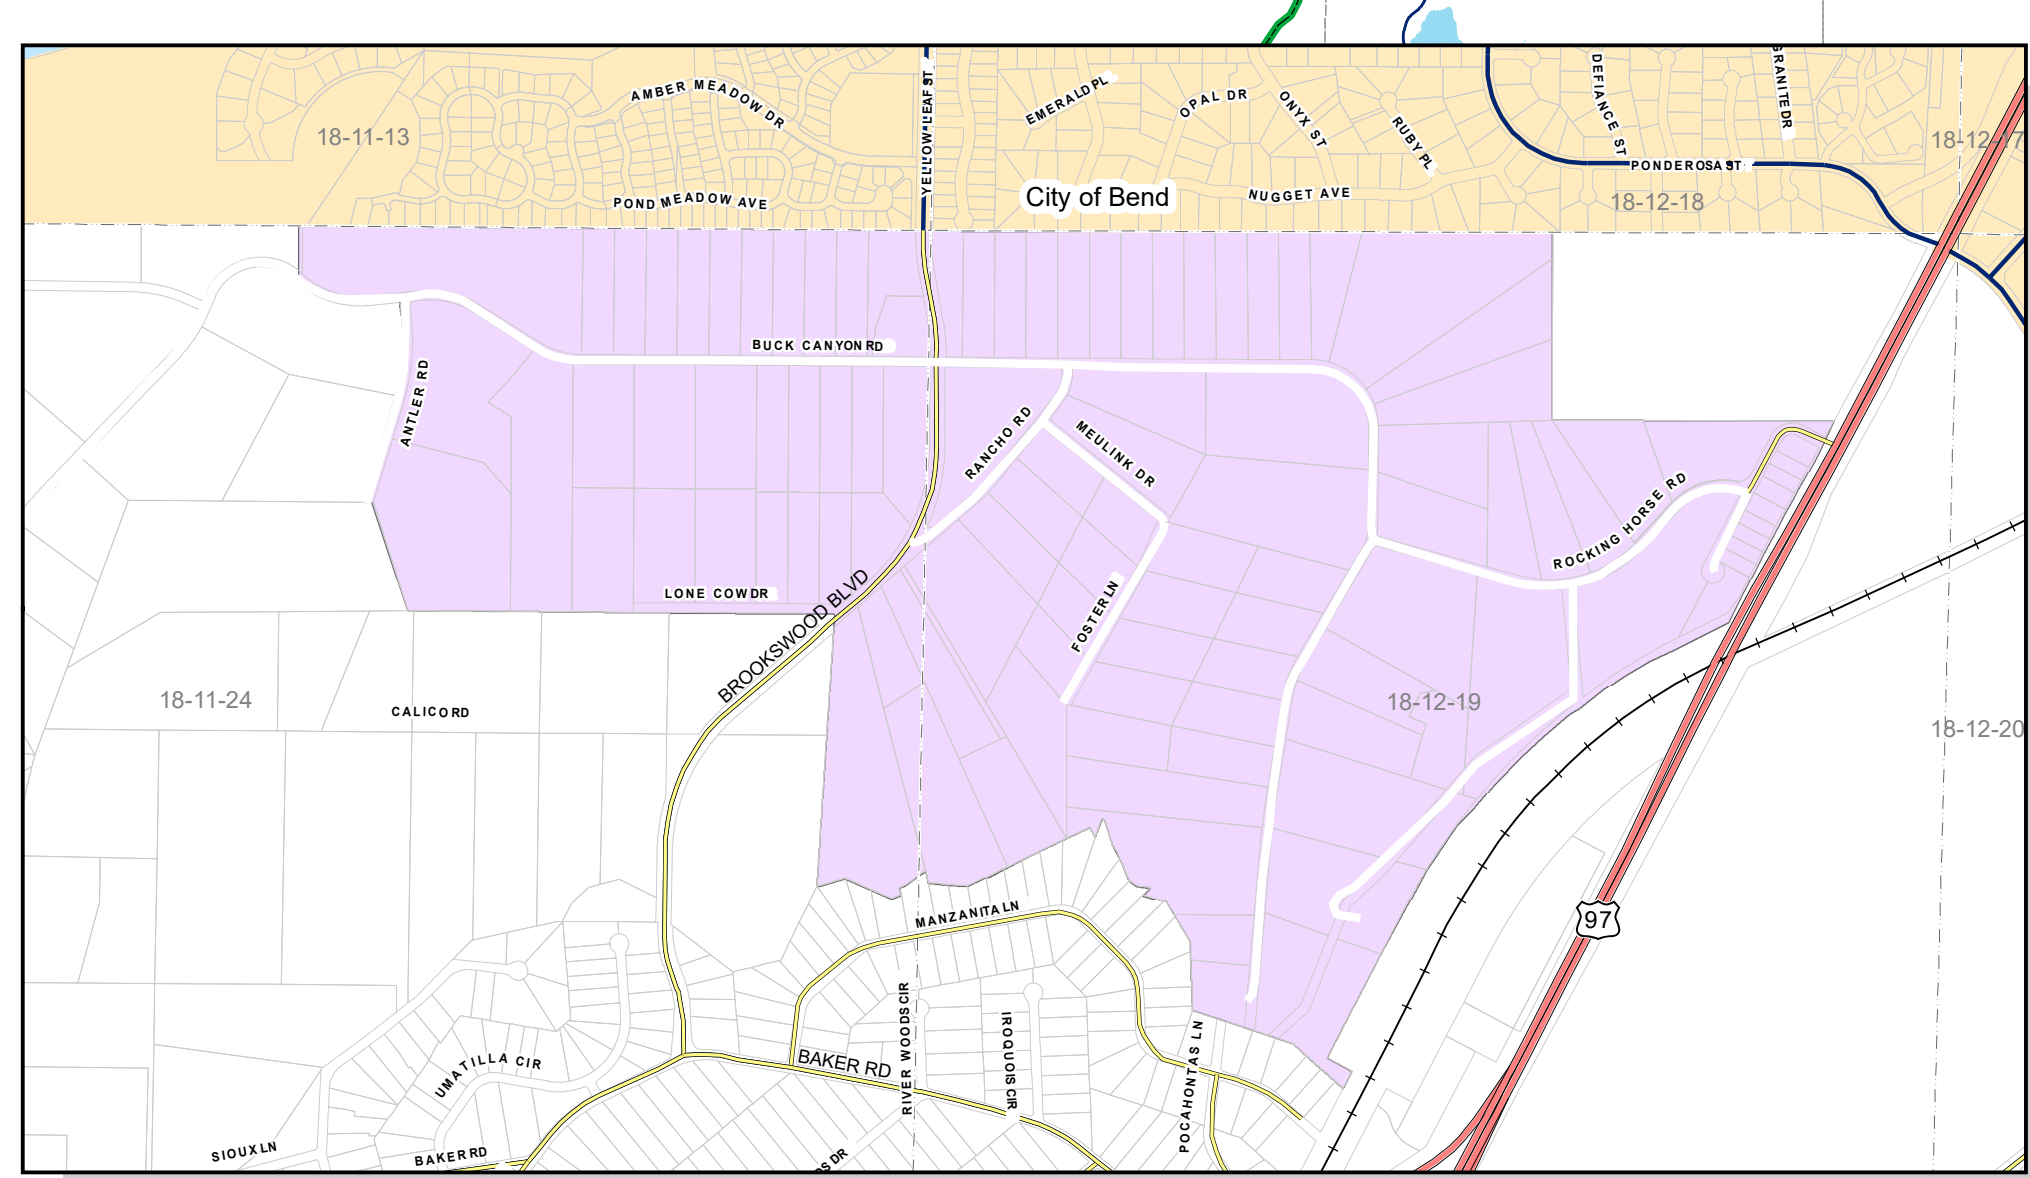 AMBER MEADOW DR
18-11-13
POND MEADOW AVE
YELLOW LEAF ST
EMERALD PL
OPAL DR
ONYX ST
RUBY PL
DEFIANCE ST
GRANITE DR
18-12-17
PONDEROSA ST
City of Bend
NUGGET AVE
18-12-18
BUCK CANYON RD
ANTLER RD
RANCHO RD
MEULINK DR
ROCKING HORSE RD
LONE COW DR
BROOKSWOOD BLVD
FOSTER LN
18-11-24
CALICO RD
18-12-19
18-12-20
97
MANZANITA LN
RIVER WOODS CIR
IROQUOIS CIR
POCAHONTAS LN
UMATILLA CIR
BAKER RD
SIOUX LN
BAKER RD
DS DR